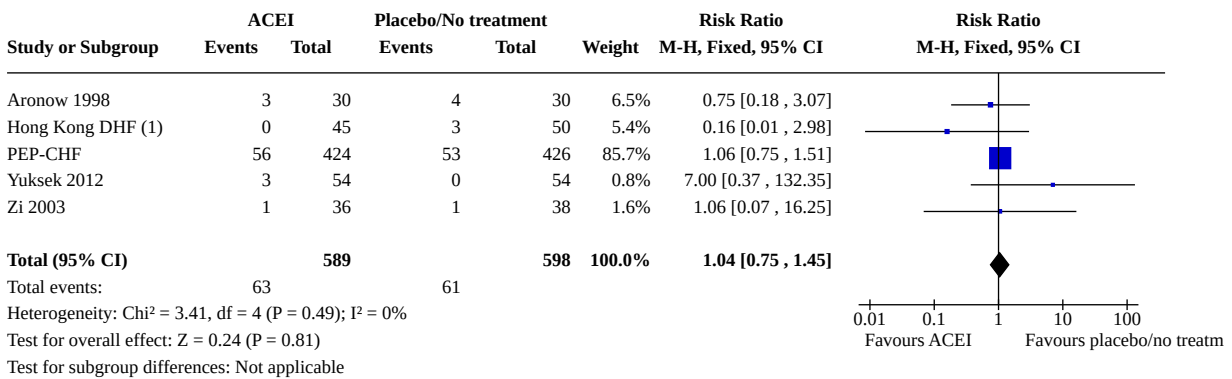 ACEI Placebo/No treatment Risk Ratio Risk Ratio
Study or Subgroup Events Total Events Total Weight M-H, Fixed, 95% CI M-H, Fixed, 95% CI
Aronow 1998 3 30 4 30 6.5% 0.75 [0.18 , 3.07]
Hong Kong DHF (1) 0 45 3 50 5.4% 0.16 [0.01 , 2.98]
PEP-CHF 56 424 53 426 85.7% 1.06 [0.75 , 1.51]
Yuksek 2012 3 54 0 54 0.8% 7.00 [0.37 , 132.35]
Zi 2003 1 36 1 38 1.6% 1.06 [0.07 , 16.25]
Total (95% CI) 589 598 100.0% 1.04 [0.75 , 1.45]
Total events: 63 61
Heterogeneity: Chi² = 3.41, df = 4 (P = 0.49); I² = 0%
0.01 0.1 1 10 100
Test for overall effect: Z = 0.24 (P = 0.81)
Favours ACEI Favours placebo/no treatm
Test for subgroup differences: Not applicable